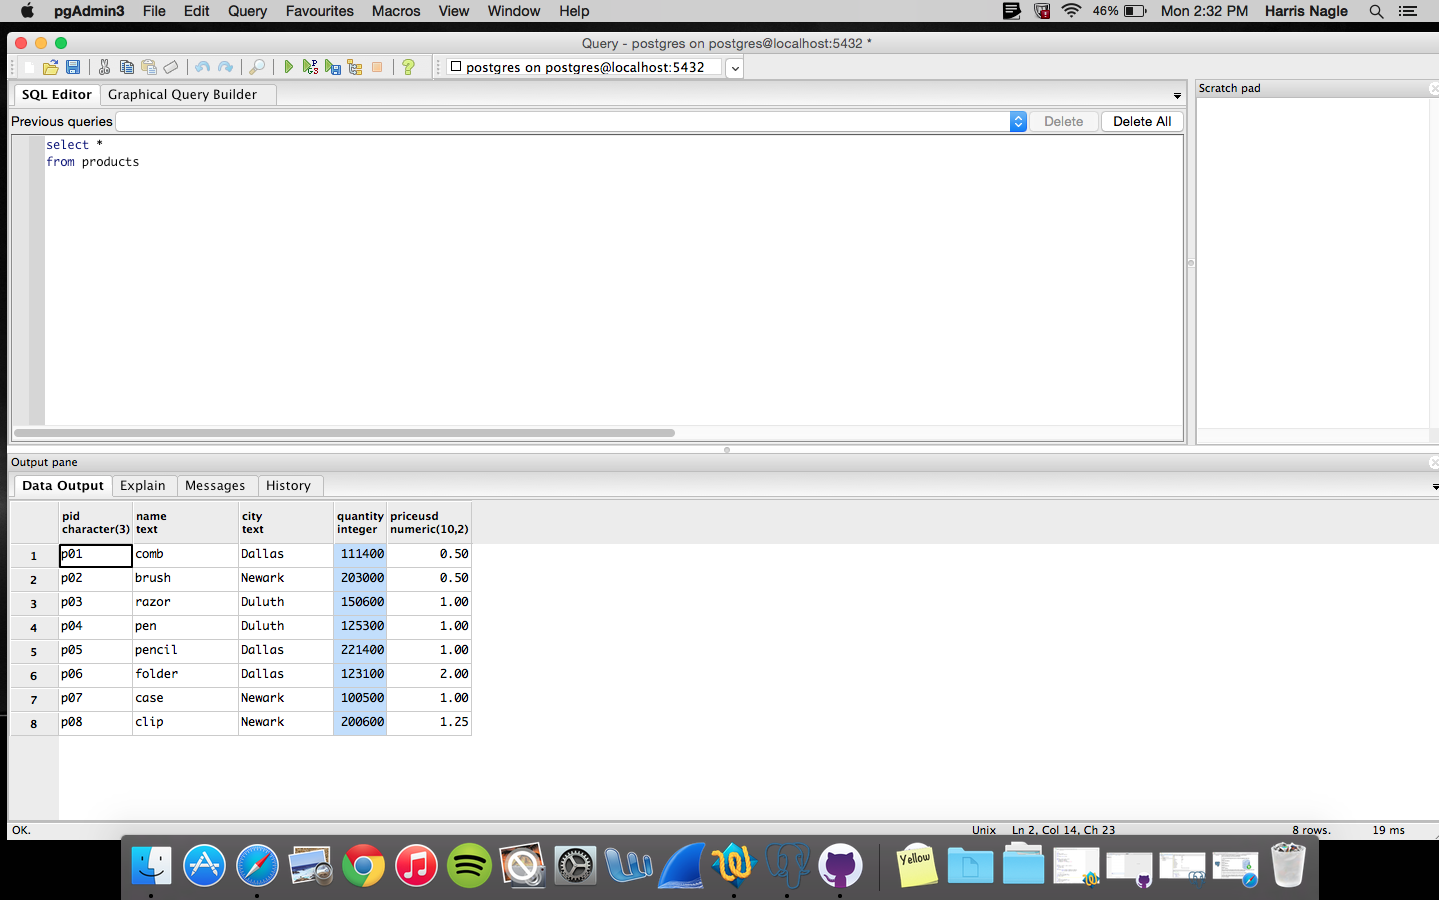 pgAdmin3 File Edit Query Favourites Macros View Window Help 46% Mon 2:32 PM Harris Nagle
Query - postgres on postgres@localhost:5432 *
postgres on postgres@localhost:5432
SQL Editor Graphical Query Builder
Scratch pad
Previous queries Delete Delete All
select *
from products
Output pane
Data Output Explain Messages History
pid name city quantity priceusd
character(3) text text integer numeric(10,2)
1 p01 comb Dallas 111400 0.50
2 p02 brush Newark 203000 0.50
3 p03 razor Duluth 150600 1.00
4 p04 pen Duluth 125300 1.00
5 p05 pencil Dallas 221400 1.00
6 p06 folder Dallas 123100 2.00
7 p07 case Newark 100500 1.00
8 p08 clip Newark 200600 1.25
OK. Unix Ln 2, Col 14, Ch 23 8 rows. 19 ms
Yellow